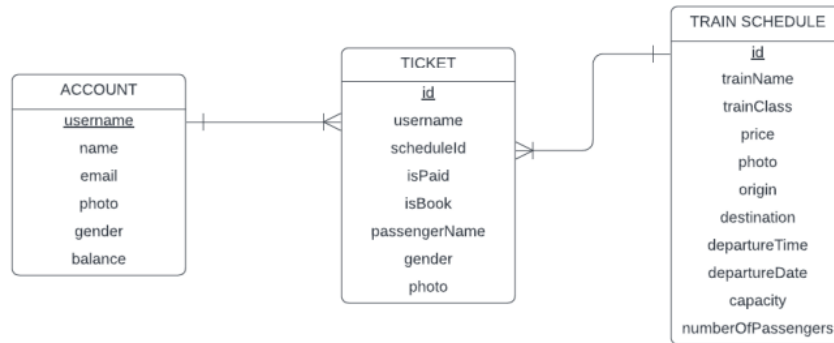 ACCOUNT
username
name
email
photo
gender
balance
TICKET
id
username
scheduleId
isPaid
isBook
passengerName
gender
photo
TRAIN SCHEDULE
id
trainName
trainClass
price
photo
origin
destination
departureTime
departureDate
capacity
numberOfPassengers